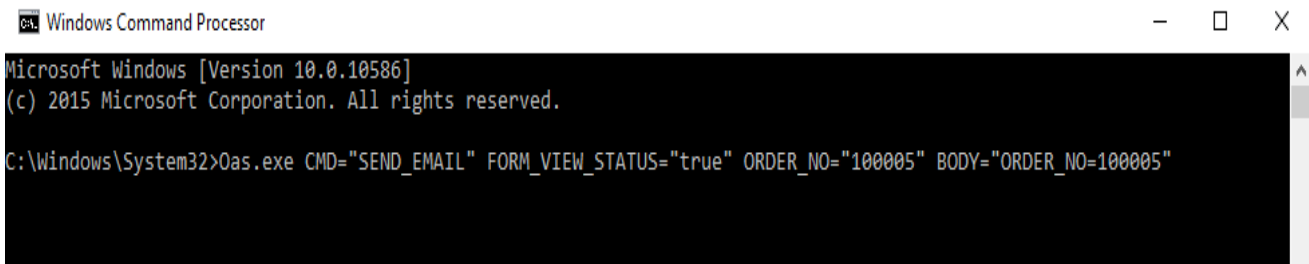 Windows Command Processor
Microsoft Windows [Version 10.0.10586]
(c) 2015 Microsoft Corporation. All rights reserved.
C:\Windows\System32>Oas.exe CMD="SEND_EMAIL" FORM_VIEW_STATUS="true" ORDER_NO="100005" BODY="ORDER_NO=100005"